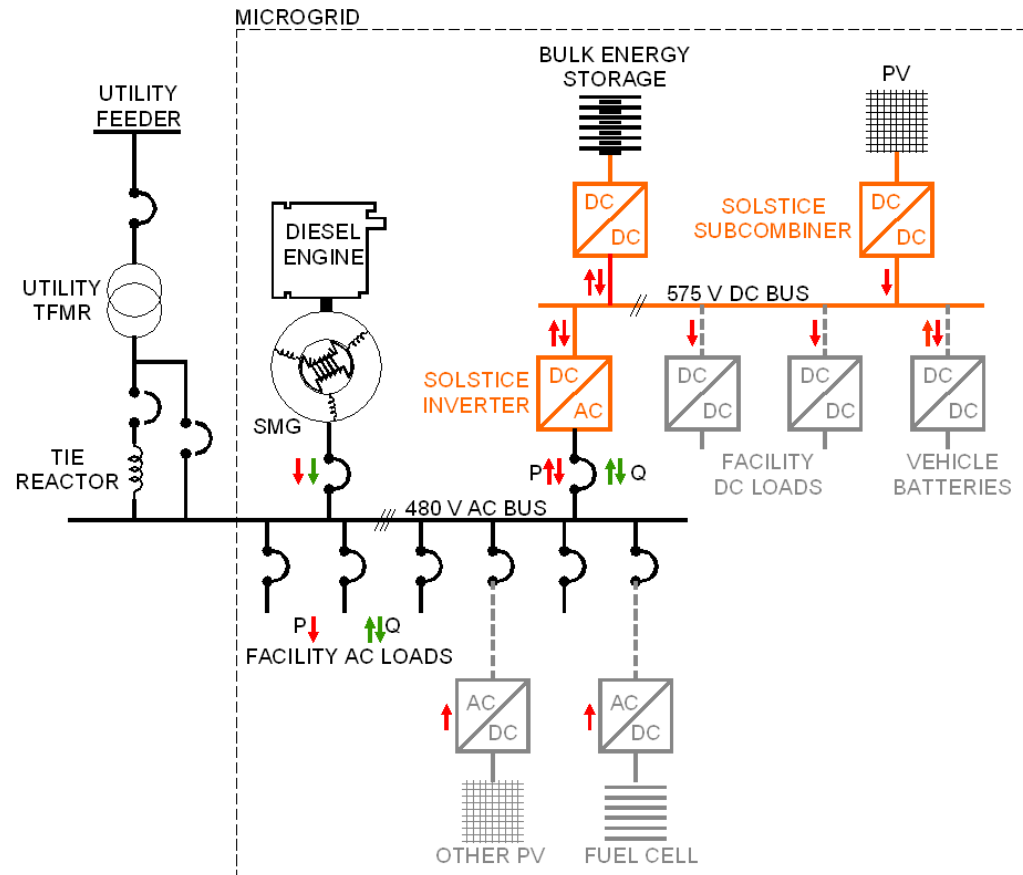 MICROGRID
BULK ENERGY
STORAGE
PV
UTILITY
FEEDER
DIESEL
ENGINE
DC
DC
SOLSTICE
SUBCOMBINER
DC
DC
UTILITY
TFMR
575 V DC BUS
SOLSTICE
INVERTER
DC
AC
DC
DC
DC
DC
DC
DC
SMG
TIE
REACTOR
P
Q
FACILITY
DC LOADS
VEHICLE
BATTERIES
480 V AC BUS
P
Q
FACILITY AC LOADS
AC
DC
AC
DC
OTHER PV
FUEL CELL